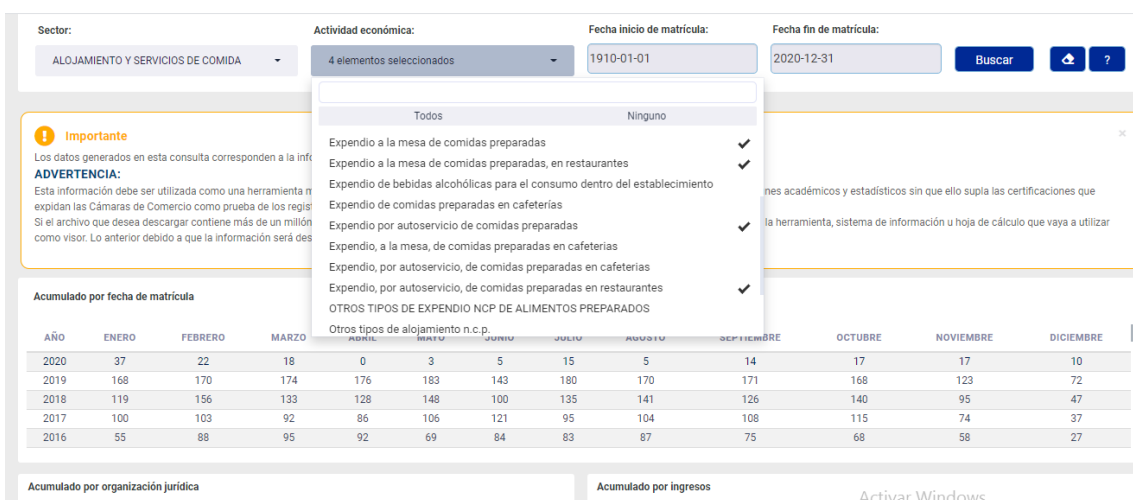 Sector:
Actividad económica:
Fecha inicio de matrícula:
Fecha fin de matrícula:
ALOJAMIENTO Y SERVICIOS DE COMIDA
4 elementos seleccionados
1910-01-01
2020-12-31
Buscar
?
Todos
Ninguno
Expendio a la mesa de comidas preparadas
Expendio a la mesa de comidas preparadas, en restaurantes
Expendio de bebidas alcohólicas para el consumo dentro del establecimiento
Expendio de comidas preparadas en cafeterías
Expendio por autoservicio de comidas preparadas
Expendio, a la mesa, de comidas preparadas en cafeterias
Expendio, por autoservicio, de comidas preparadas en cafeterias
Expendio, por autoservicio, de comidas preparadas en restaurantes
OTROS TIPOS DE EXPENDIO NCP DE ALIMENTOS PREPARADOS
Otros tipos de alojamiento n.c.p.
Importante
Los datos generados en esta consulta corresponden a la
ADVERTENCIA:
Esta información debe ser utilizada como una herramienta
académicos y estadísticos sin que ello supla las certificaciones que
expidan las Cámaras de Comercio como prueba de los
Si el archivo que desea descargar contiene más de un millón
la herramienta, sistema de información u hoja de cálculo que vaya a utilizar
como visor. Lo anterior debido a que la información será
Acumulado por fecha de matrícula
AÑO ENERO FEBRERO MARZO ABRIL MAYO JUNIO JULIO AGOSTO SEPTIEMBRE OCTUBRE NOVIEMBRE DICIEMBRE
2020 37 22 18 0 3 5 15 5 14 17 17 10
2019 168 170 174 176 183 143 180 170 171 168 123 72
2018 119 156 133 128 148 100 135 141 126 140 95 47
2017 100 103 92 86 106 121 95 104 108 115 74 37
2016 55 88 95 92 69 84 83 87 75 68 58 27
Acumulado por organización jurídica
Acumulado por ingresos
Activar Windows